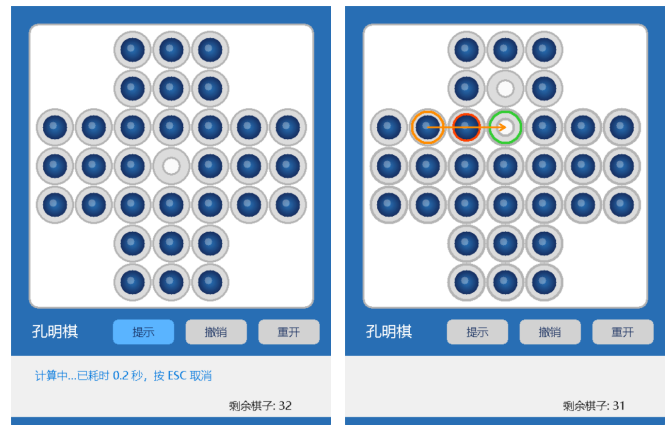 孔明棋 提示 撤销 重开
计算中...已耗时 0.2 秒，按 ESC 取消
剩余棋子: 32
孔明棋 提示 撤销 重开
剩余棋子: 31